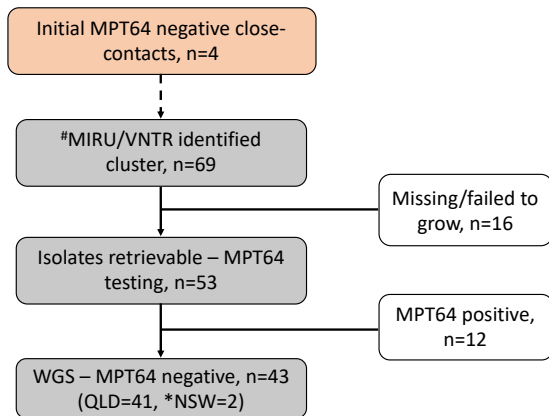 Initial MPT64 negative close-
contacts, n=4
#MIRU/VNTR identified
cluster, n=69
Missing/failed to
grow, n=16
Isolates retrievable – MPT64
testing, n=53
MPT64 positive,
n=12
WGS – MPT64 negative, n=43
(QLD=41, *NSW=2)